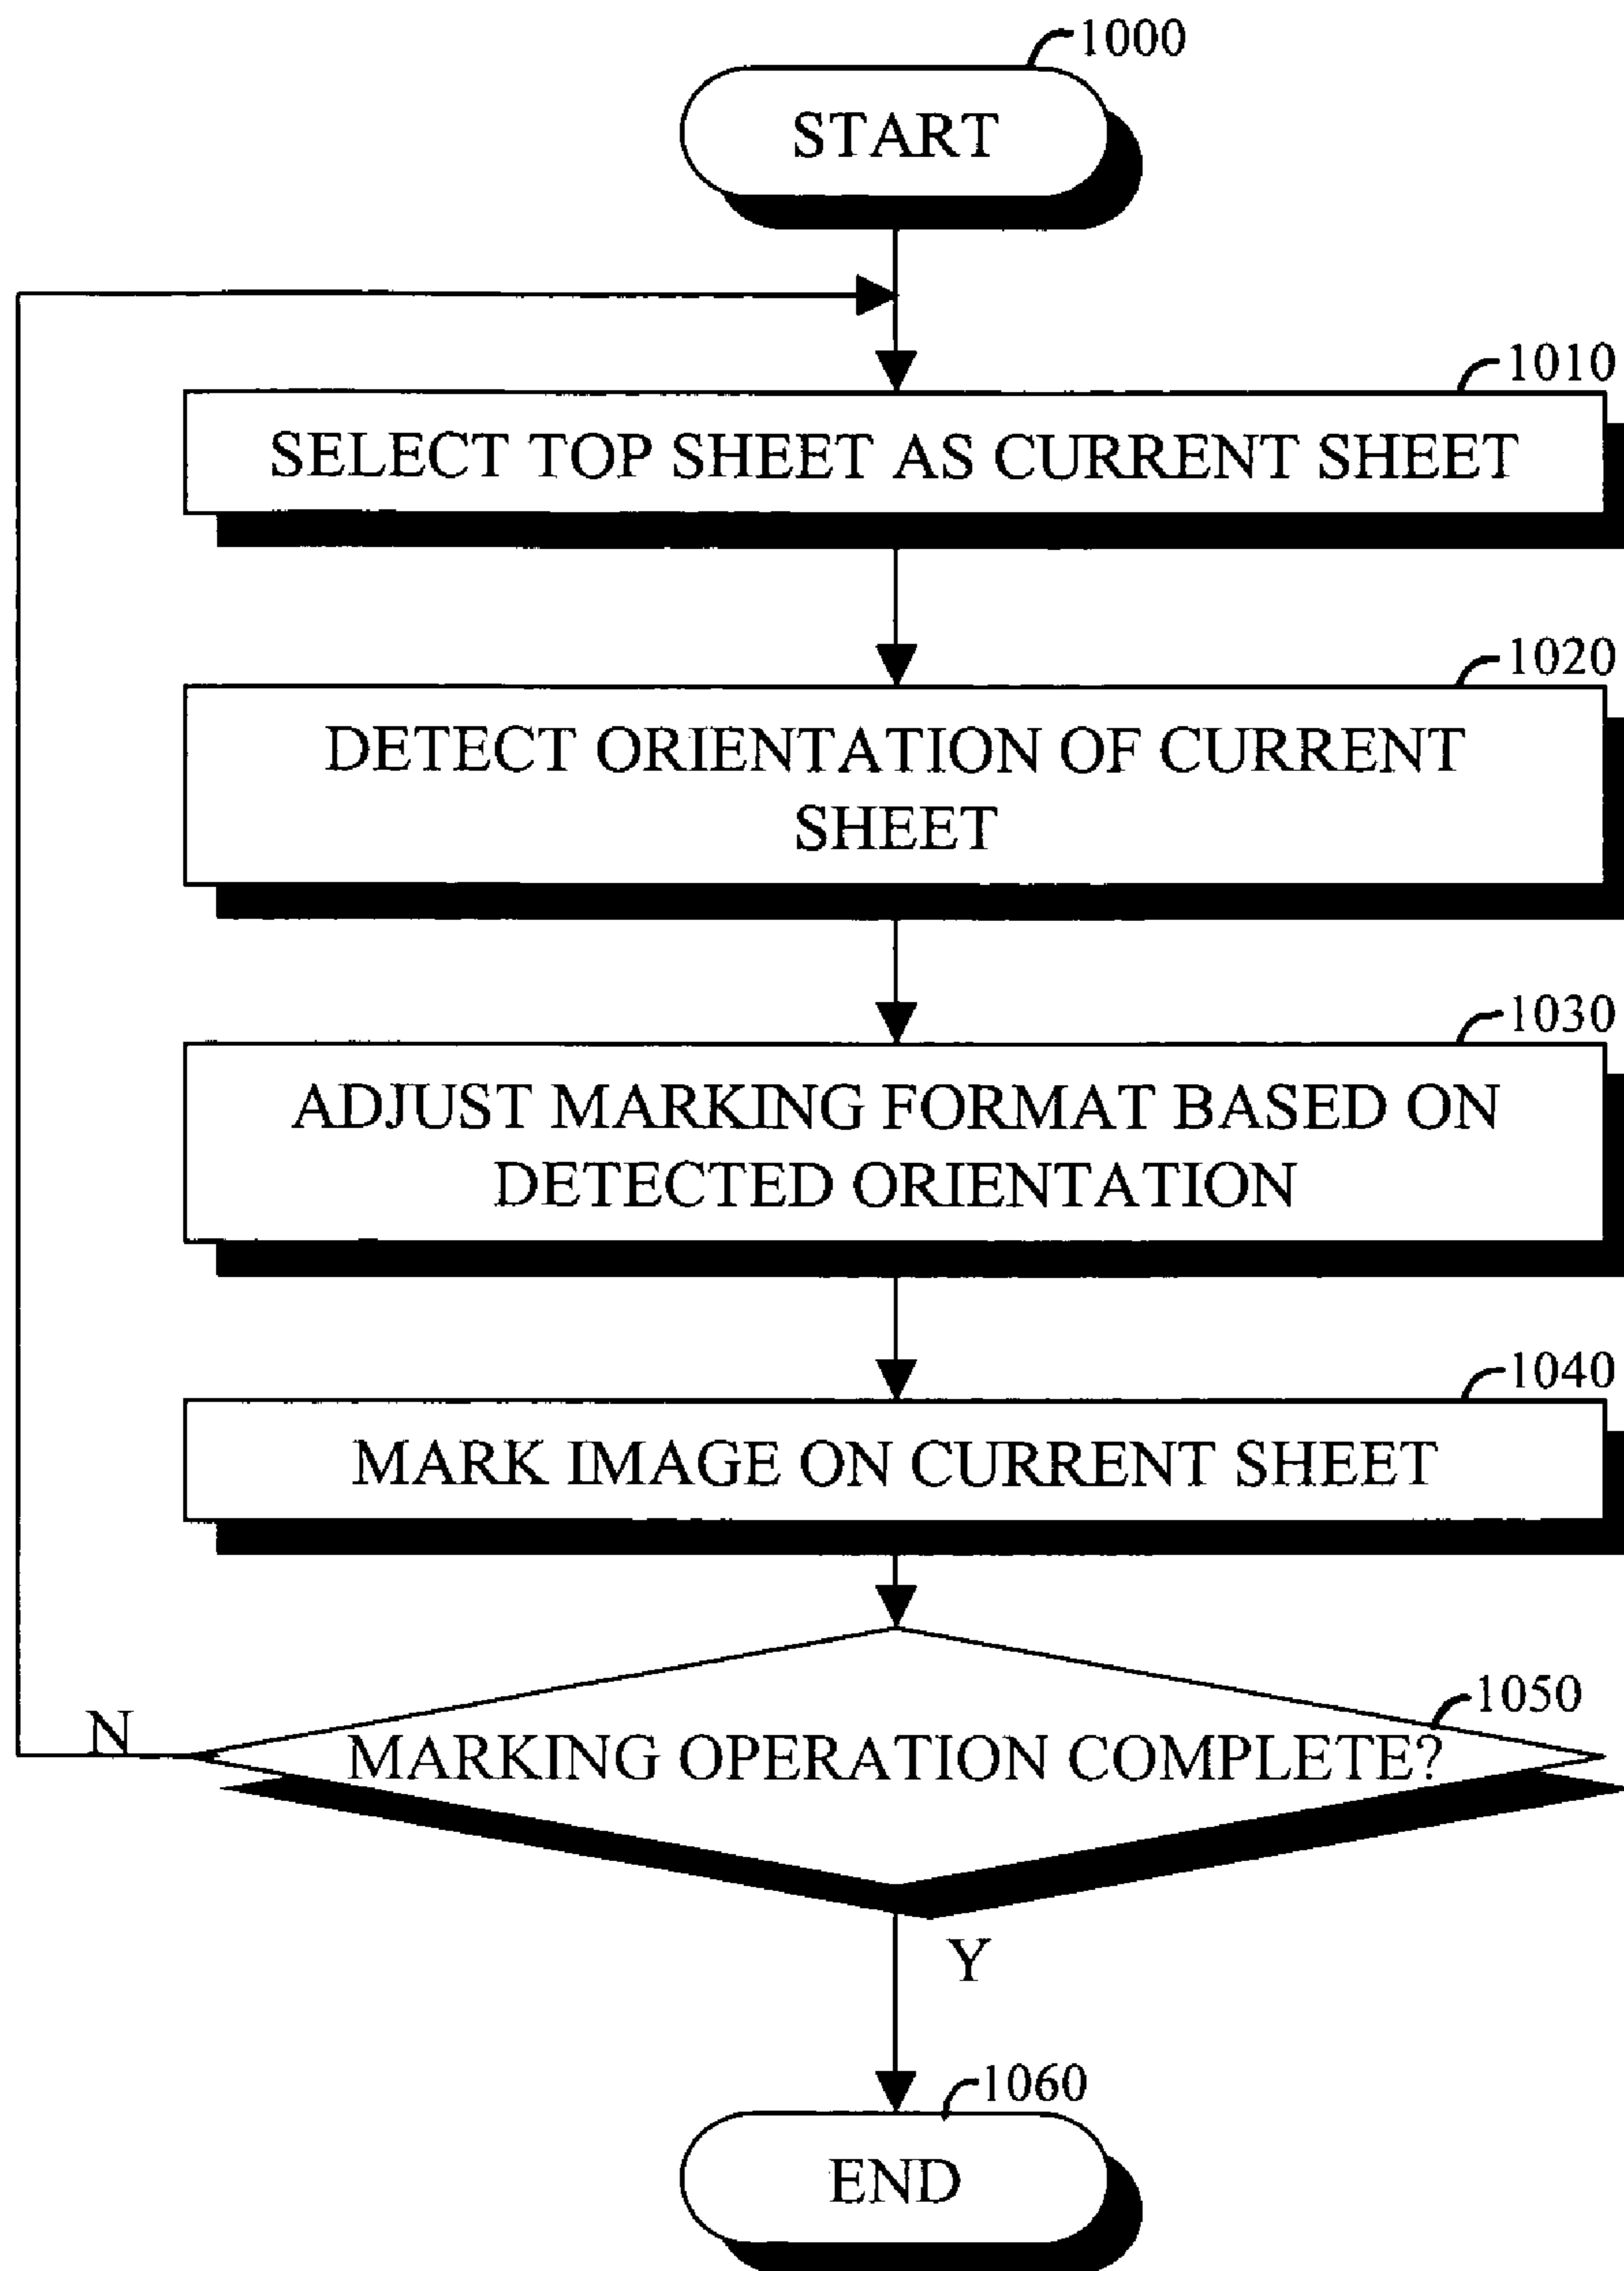 1000
START
1010
SELECT TOP SHEET AS CURRENT SHEET
1020
DETECT ORIENTATION OF CURRENT
SHEET
1030
ADJUST MARKING FORMAT BASED ON
DETECTED ORIENTATION
1040
MARK IMAGE ON CURRENT SHEET
1050
N
MARKING OPERATION COMPLETE?
Y
1060
END